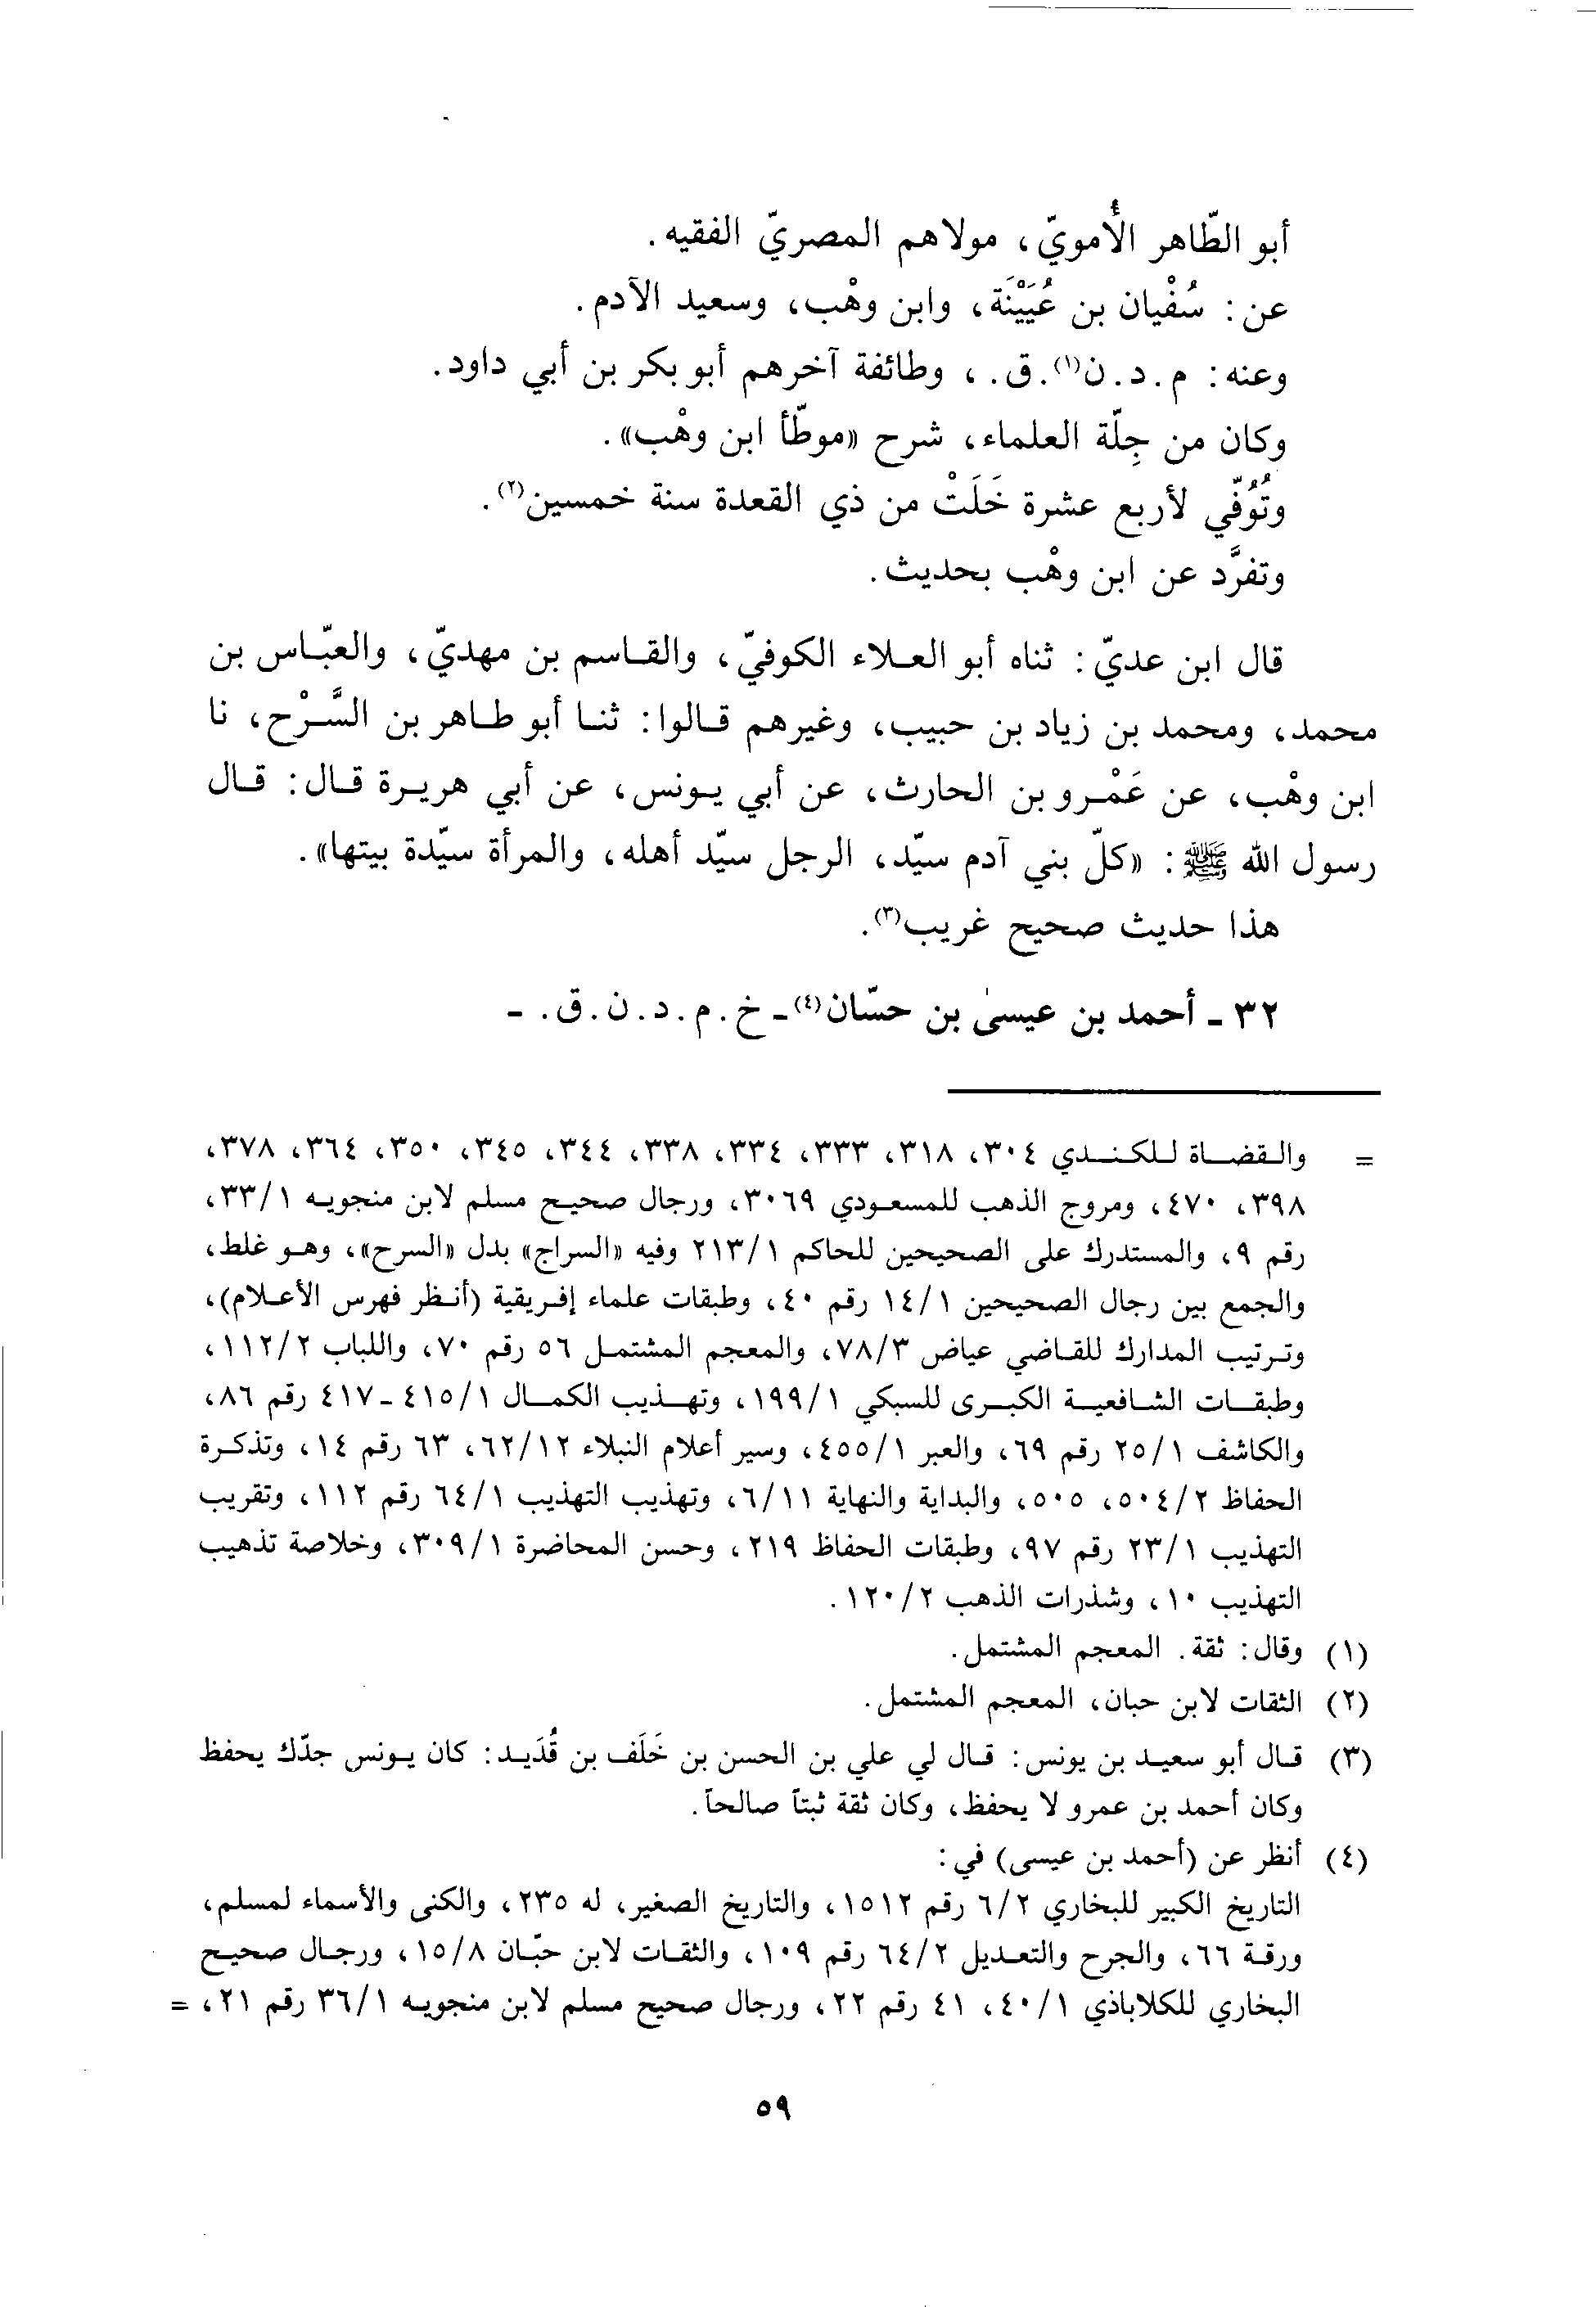 أبو الطّاهر الأُمويّ، مولاهم المصريّ الفقيه.
عن: سُفْيان بن عُيَيْنَة، وابن وهْب، وسعيد الآدم.
وعنه: م. د. ن(١). ق.، وطائفة آخرهم أبو بكر بن أبي داود.
وكان من جِلّة العلماء، شرح «موطّأ ابن وهْب».
وتُوُفّي لأربع عشرة خَلَتْ من ذي القعدة سنة خمسين(٢).
وتفرَّد عن ابن وهْب بحديث.
قال ابن عديّ: ثناه أبو العلاء الكوفيّ، والقاسم بن مهديّ، والعبّاس بن
محمد، ومحمد بن زياد بن حبيب، وغيرهم قالوا: ثنا أبو طاهر بن السَّرْح، نا
ابن وهْب، عن عَمْرو بن الحارث، عن أبي يونس، عن أبي هريرة قال: قال
رسول الله ﷺ: «كلّ بني آدم سيّد، الرجل سيّد أهله، والمرأة سيّدة بيتها».
هذا حديث صحيح غريب(٣).
٣٢ - أحمد بن عيسىٰ بن حسّان(٤) - خ. م. د. ن. ق. -
= والقضاة للكندي ٣٠٤، ٣١٨، ٣٣٣، ٣٣٤، ٣٣٨، ٣٤٤، ٣٤٥، ٣٥٠، ٣٦٤، ٣٧٨،
٣٩٨، ٤٧٠، ومروج الذهب للمسعودي ٣٠٦٩، ورجال صحيح مسلم لابن منجويه ٣٣/١،
رقم ٩، والمستدرك على الصحيحين للحاكم ٢١٣/١ وفيه «السراج» بدل «السرح»، وهو غلط،
والجمع بين رجال الصحيحين ١٤/١ رقم ٤٠، وطبقات علماء إفريقية (أنظر فهرس الأعلام)،
وترتيب المدارك للقاضي عياض ٧٨/٣، والمعجم المشتمل ٥٦ رقم ٧٠، واللباب ١١٢/٢،
وطبقات الشافعية الكبرى للسبكي ١٩٩/١، وتهذيب الكمال ٤١٥/١ - ٤١٧ رقم ٨٦،
والكاشف ٢٥/١ رقم ٦٩، والعبر ٤٥٥/١، وسير أعلام النبلاء ٦٢/١٢، ٦٣ رقم ١٤، وتذكرة
الحفاظ ٥٠٤/٢، ٥٠٥، والبداية والنهاية ٦/١١، وتهذيب التهذيب ٦٤/١ رقم ١١٢، وتقريب
التهذيب ٢٣/١ رقم ٩٧، وطبقات الحفاظ ٢١٩، وحسن المحاضرة ٣٠٩/١، وخلاصة تذهيب
التهذيب ١٠، وشذرات الذهب ١٢٠/٢.
(١) وقال: ثقة. المعجم المشتمل.
(٢) الثقات لابن حبان، المعجم المشتمل.
(٣) قال أبو سعيد بن يونس: قال لي علي بن الحسن بن خَلَف بن قُدَيد: كان يونس جدّك يحفظ
وكان أحمد بن عمرو لا يحفظ، وكان ثقة ثبتاً صالحاً.
(٤) أنظر عن (أحمد بن عيسى) في:
التاريخ الكبير للبخاري ٦/٢ رقم ١٥١٢، والتاريخ الصغير، له ٢٣٥، والكنى والأسماء لمسلم،
ورقة ٦٦، والجرح والتعديل ٦٤/٢ رقم ١٠٩، والثقات لابن حبّان ١٥/٨، ورجال صحيح
البخاري للكلاباذي ٤٠/١، ٤١ رقم ٢٢، ورجال صحيح مسلم لابن منجويه ٣٦/١ رقم ٢١، =
٥٩